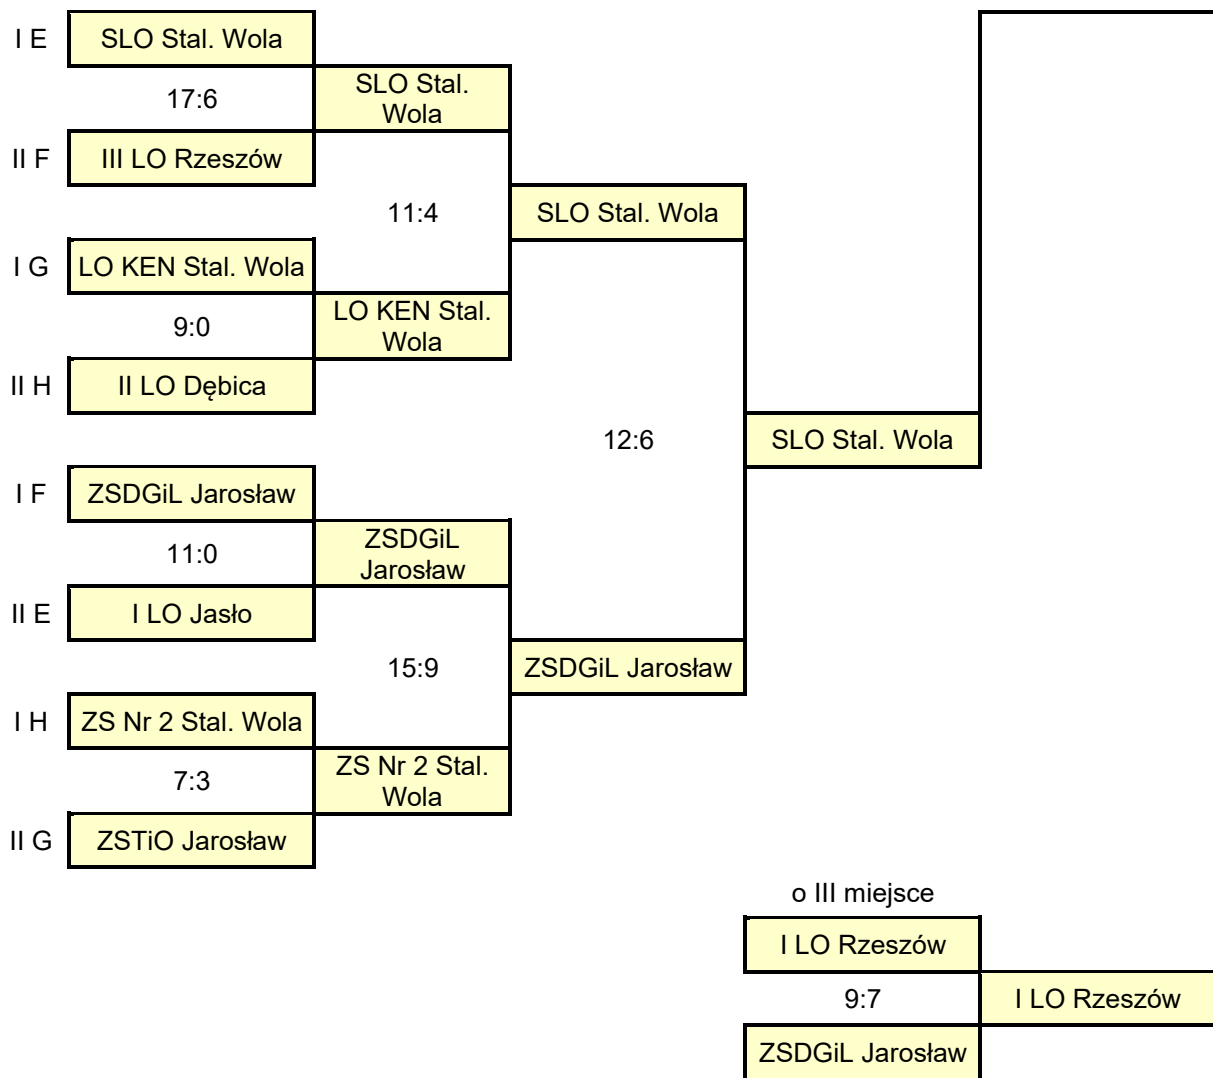 I E
SLO Stal. Wola
17:6
SLO Stal.
Wola
II F
III LO Rzeszów
11:4
SLO Stal. Wola
I G
LO KEN Stal. Wola
9:0
LO KEN Stal.
Wola
II H
II LO Dębica
12:6
SLO Stal. Wola
I F
ZSDGiL Jarosław
11:0
ZSDGiL
Jarosław
II E
I LO Jasło
15:9
ZSDGiL Jarosław
I H
ZS Nr 2 Stal. Wola
7:3
ZS Nr 2 Stal.
Wola
II G
ZSTiO Jarosław
o III miejsce
I LO Rzeszów
9:7
I LO Rzeszów
ZSDGiL Jarosław